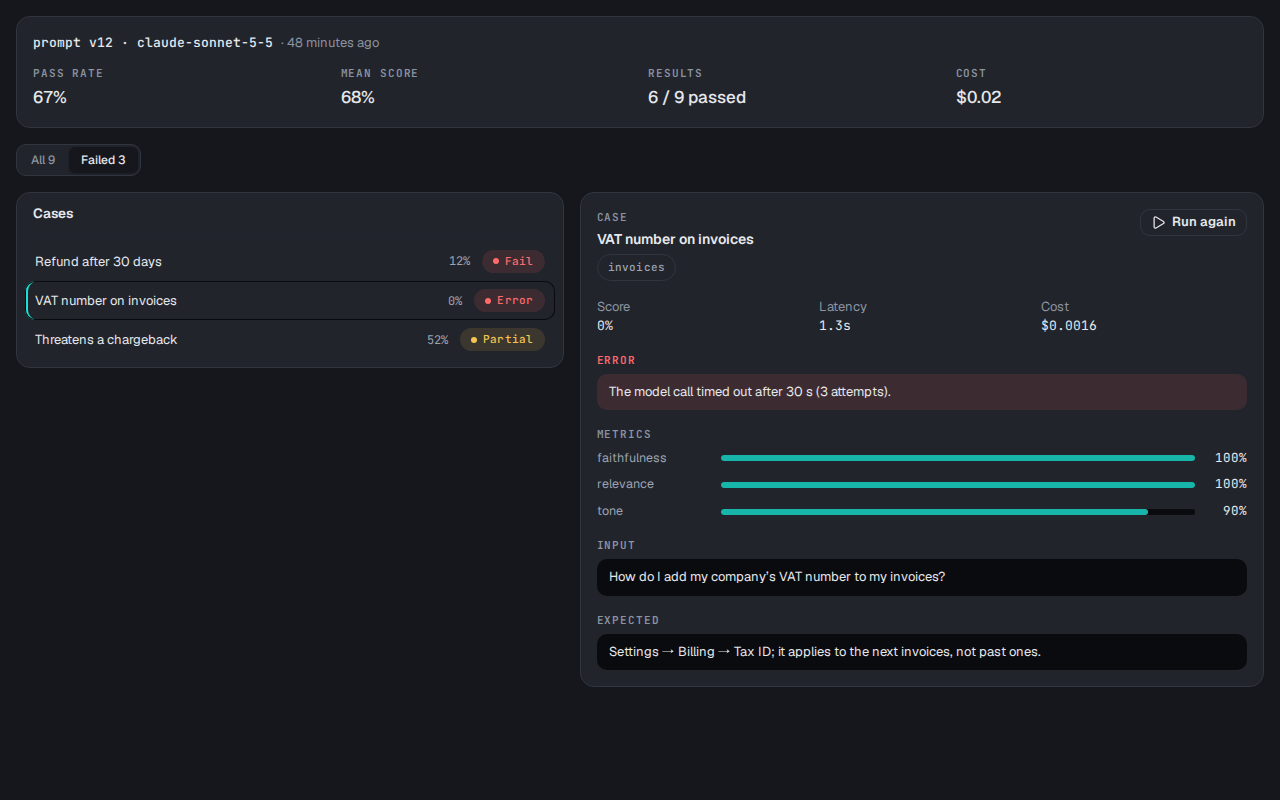 prompt v12 · claude-sonnet-5-5 · 48 minutes ago
PASS RATE
67%
MEAN SCORE
68%
RESULTS
6 / 9 passed
COST
$0.02
All 9
Failed 3
Cases
Refund after 30 days 12% Fail
VAT number on invoices 0% Error
Threatens a chargeback 52% Partial
CASE
VAT number on invoices
invoices
Run again
Score
0%
Latency
1.3s
Cost
$0.0016
ERROR
The model call timed out after 30 s (3 attempts).
METRICS
faithfulness 100%
relevance 100%
tone 90%
INPUT
How do I add my company’s VAT number to my invoices?
EXPECTED
Settings → Billing → Tax ID; it applies to the next invoices, not past ones.